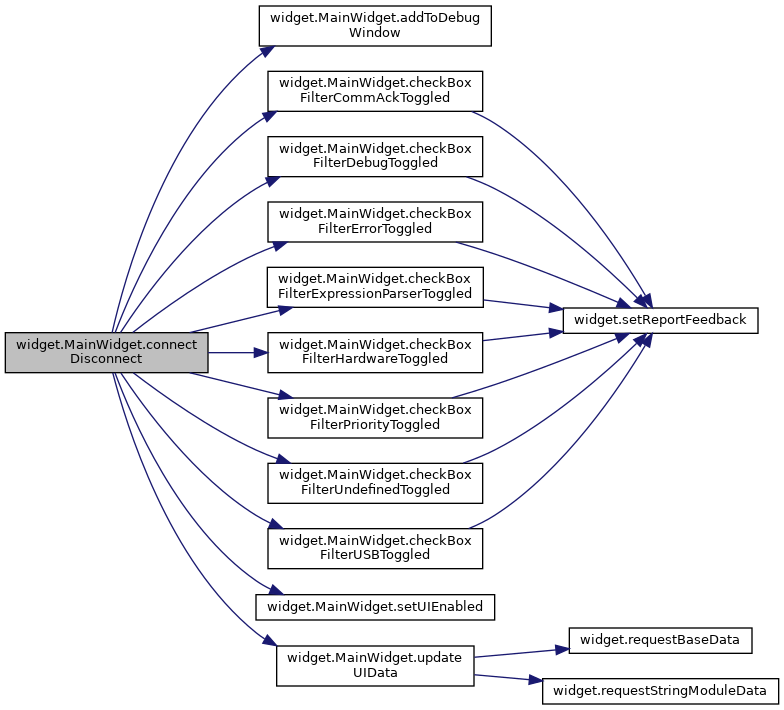 widget.MainWidget.addToDebug
Window
widget.MainWidget.checkBox
FilterCommAckToggled
widget.MainWidget.checkBox
FilterDebugToggled
widget.MainWidget.checkBox
FilterErrorToggled
widget.MainWidget.checkBox
FilterExpressionParserToggled
widget.setReportFeedback
widget.MainWidget.connect
Disconnect
widget.MainWidget.checkBox
FilterHardwareToggled
widget.MainWidget.checkBox
FilterPriorityToggled
widget.MainWidget.checkBox
FilterUndefinedToggled
widget.MainWidget.checkBox
FilterUSBToggled
widget.MainWidget.setUIEnabled
widget.MainWidget.update
UIData
widget.requestBaseData
widget.requestStringModuleData